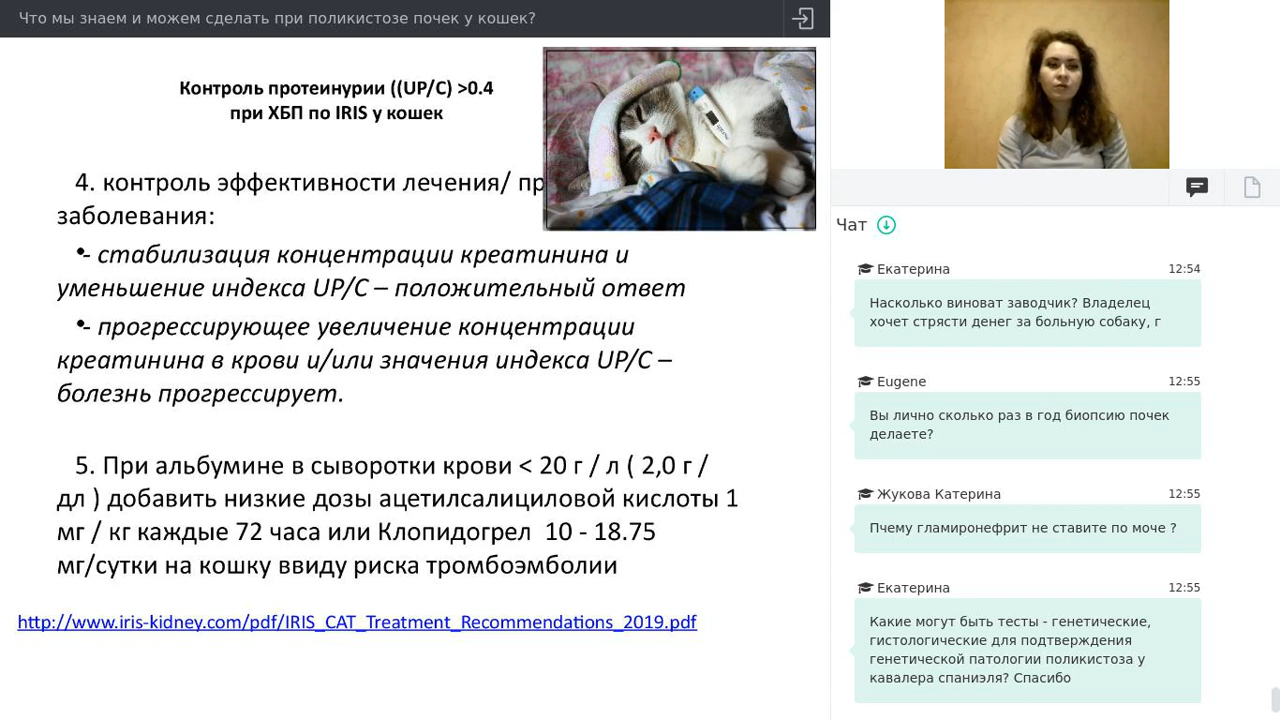 Что мы знаем и можем сделать при поликистозе почек у кошек?
Контроль протеинурии ((UP/C) >0.4
при ХБП по IRIS у кошек
4. контроль эффективности лечения/
заболевания:
•- стабилизация концентрации креатинина и
уменьшение индекса UP/C – положительный ответ
•- прогрессирующее увеличение концентрации
креатинина в крови и/или значения индекса UP/C –
болезнь прогрессирует.
5. При альбумине в сыворотки крови < 20 г / л ( 2,0 г /
дл ) добавить низкие дозы ацетилсалициловой кислоты 1
мг / кг каждые 72 часа или Клопидогрел 10 - 18.75
мг/сутки на кошку ввиду риска тромбоэмболии
http://www.iris-kidney.com/pdf/IRIS_CAT_Treatment_Recommendations_2019.pdf
Чат
Екатерина 12:54
Насколько виноват заводчик? Владелец
хочет стрясти денег за больную собаку, г
Eugene 12:55
Вы лично сколько раз в год биопсию почек
делаете?
Жукова Катерина 12:55
Пчему гламиронефрит не ставите по моче ?
Екатерина 12:55
Какие могут быть тесты - генетические,
гистологические для подтверждения
генетической патологии поликистоза у
кавалера спаниэля? Спасибо